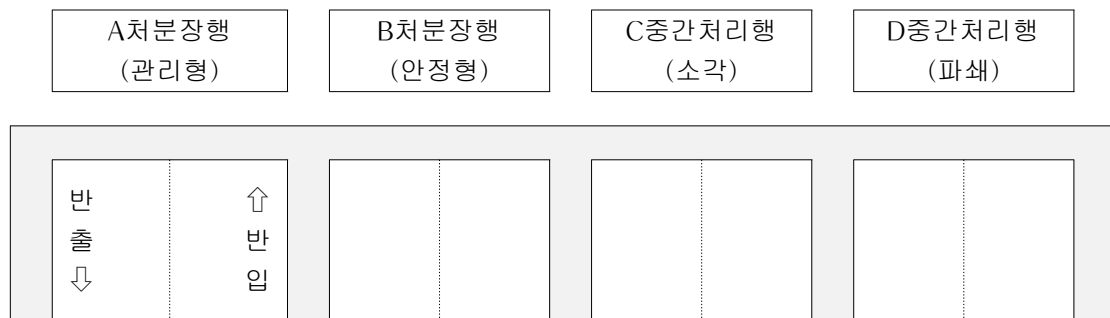 A처분장행
(관리형)
B처분장행
(안정형)
C중간처리행
(소각)
D중간처리행
(파쇄)
반
출
⇩
⇧
반
입